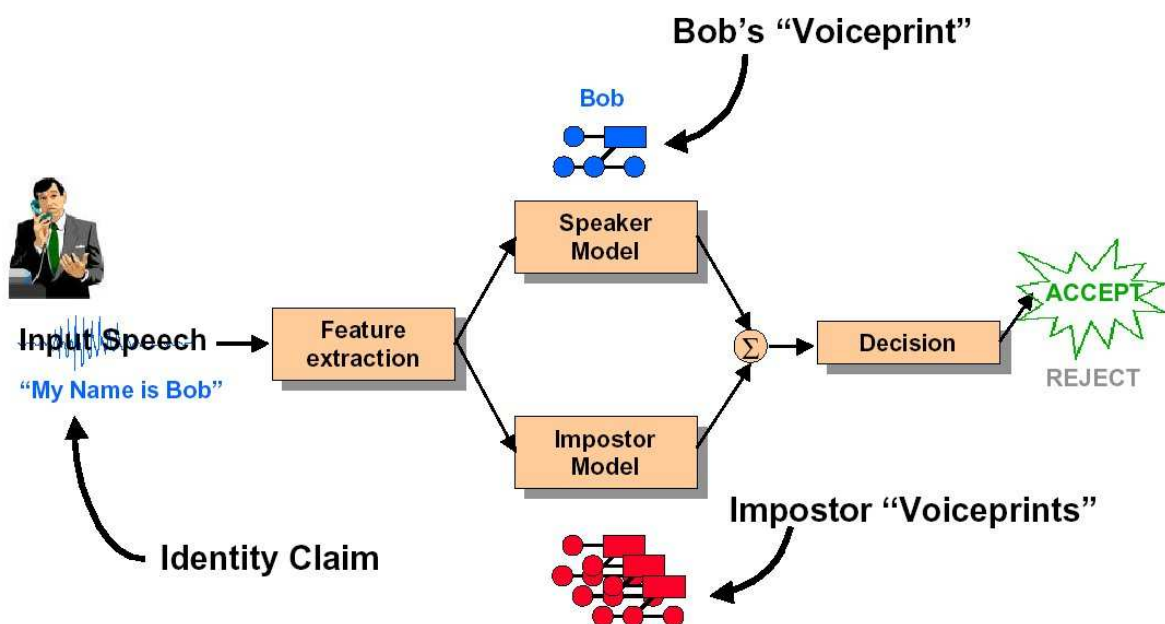 Bob's “Voiceprint”
Bob
Speaker
Model
Input Speech
“My Name is Bob”
Feature
extraction
Σ
Decision
ACCEPT
REJECT
Impostor
Model
Impostor “Voiceprints”
Identity Claim